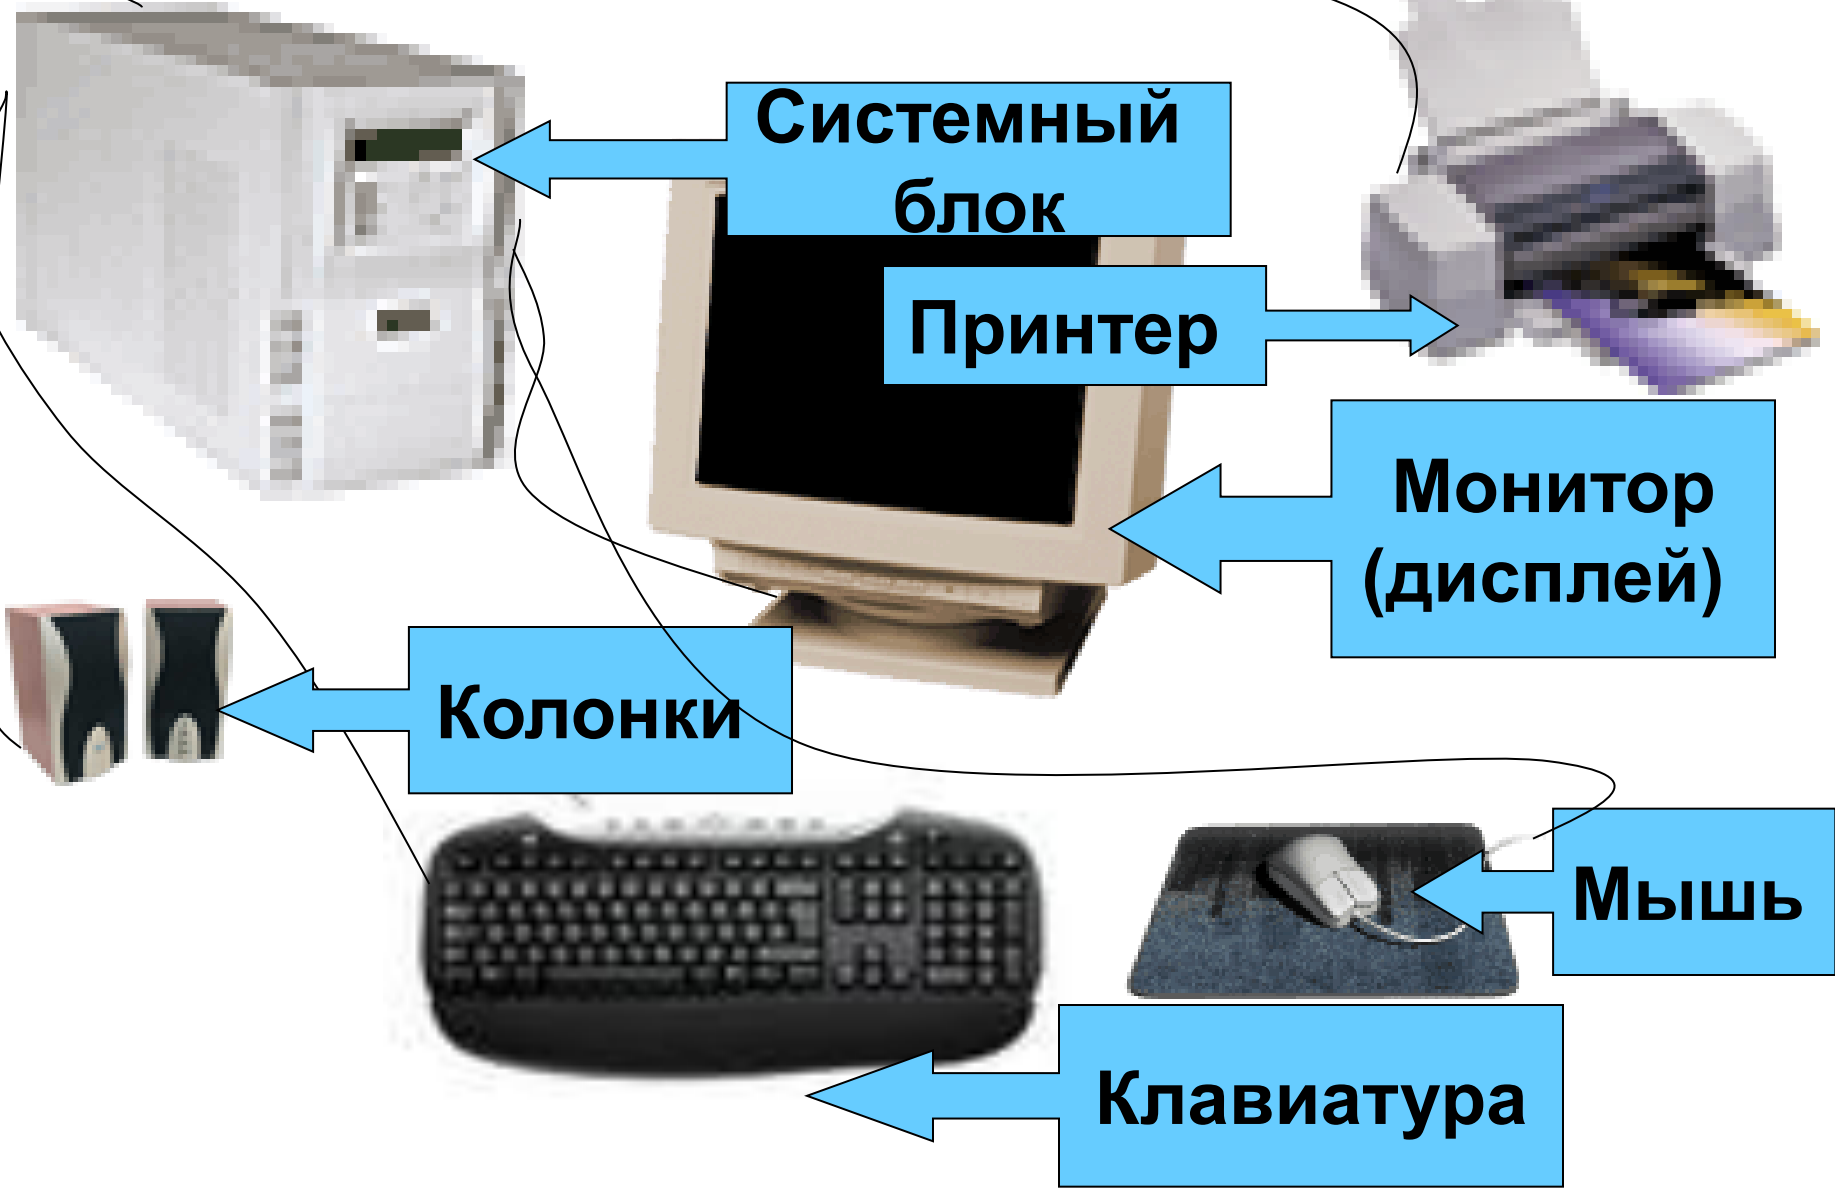 Системный
блок
Принтер
Монитор
(дисплей)
Колонки
Мышь
Клавиатура